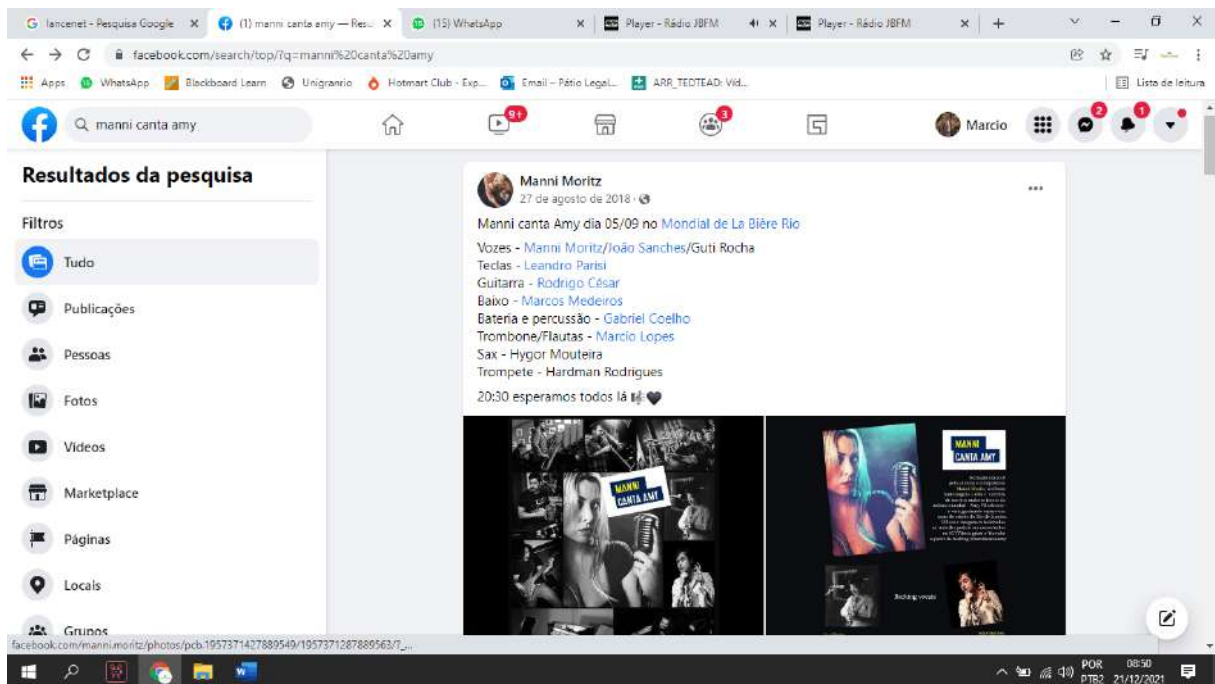 lancenet - Pesquisa Google
(1) manni canta amy — Resu
(15) WhatsApp
Player - Rádio JBFM
Player - Rádio JBFM
facebook.com/search/top/?q=manni%20canta%20amy
Apps
WhatsApp
Blackboard Learn
Unigranrio
Hotmart Club - Exp...
Email – Pátio Legal...
ARR_TEDTEAD: Vid...
Lista de leitura
manni canta amy
9+
3
Marcio
2
1
Resultados da pesquisa
Filtros
Tudo
Publicações
Pessoas
Fotos
Vídeos
Marketplace
Páginas
Locais
Grupos
Manni Moritz
27 de agosto de 2018 ·
Manni canta Amy dia 05/09 no Mondial de La Bière Rio
Vozes - Manni Moritz/João Sanches/Guti Rocha
Teclas - Leandro Parisi
Guitarra - Rodrigo César
Baixo - Marcos Medeiros
Bateria e percussão - Gabriel Coelho
Trombone/Flautas - Marcio Lopes
Sax - Hygor Mouteira
Trompete - Hardman Rodrigues
20:30 esperamos todos lá
MANNI
CANTA AMY
MANNI
CANTA AMY
Backing vocals
facebook.com/manni.moritz/photos/pcb.1957371427889549/1957371287889563/?_...
POR
PTB2
08:50
21/12/2021